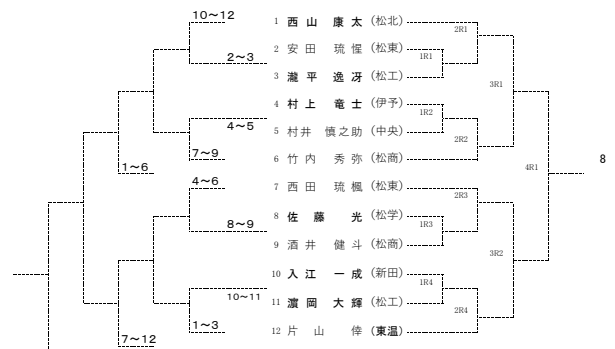 10～12
1 西山 康太 (松北)
2R1
2 安田 琉惺 (松東)
2～3
1R1
3 瀧平 逸冴 (松工)
3R1
4 村上 竜士 (伊予)
1R2
4～5
5 村井 慎之助 (中央)
2R2
7～9
6 竹内 秀弥 (松商)
8
1～6
4R1
4～6
7 西田 琉楓 (松東)
2R3
8 佐藤 光 (松学)
8～9
1R3
9 酒井 健斗 (松商)
3R2
10 入江 一成 (新田)
1R4
10～11
11 濵岡 大輝 (松工)
2R4
1～3
12 片山 倖 (東温)
7～12